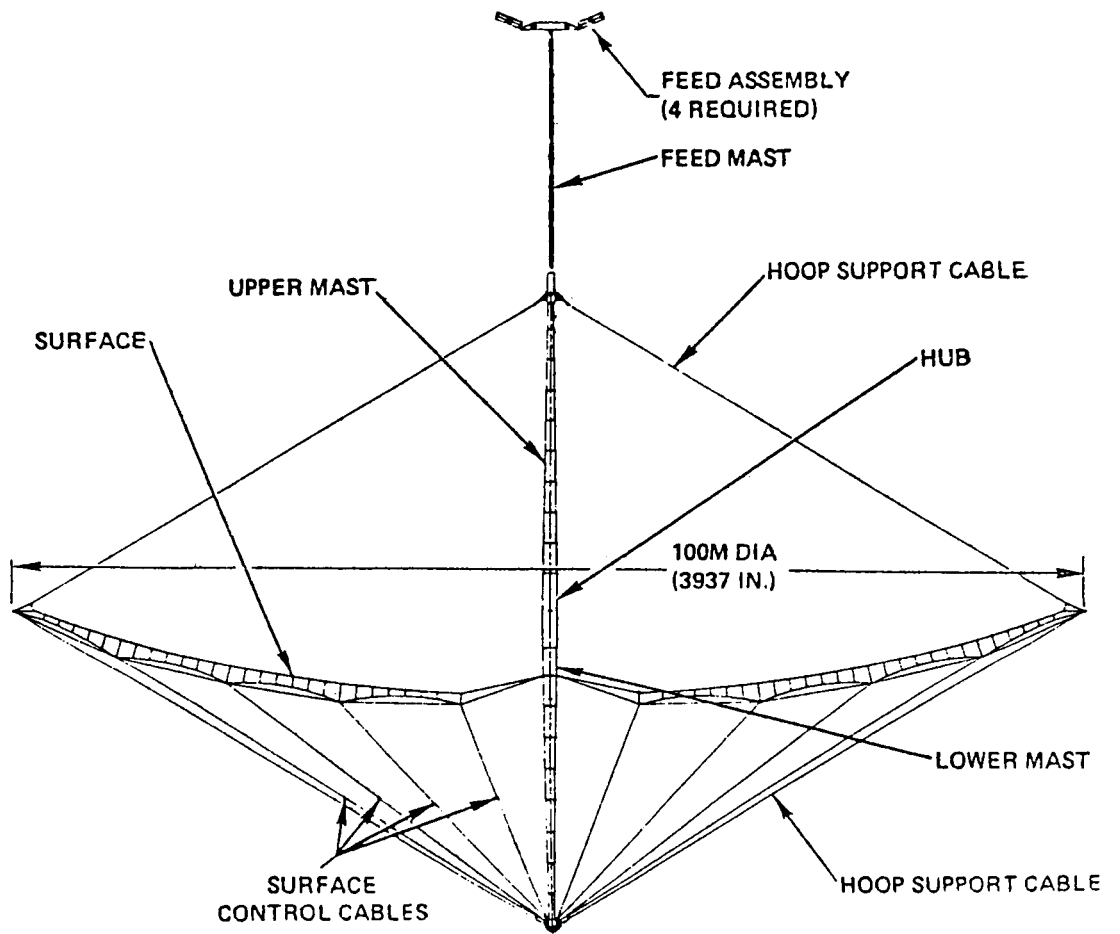 FEED ASSEMBLY
(4 REQUIRED)
FEED MAST
HOOP SUPPORT CABLE
UPPER MAST
SURFACE
HUB
100M DIA
(3937 IN.)
LOWER MAST
SURFACE
CONTROL CABLES
HOOP SUPPORT CABLE